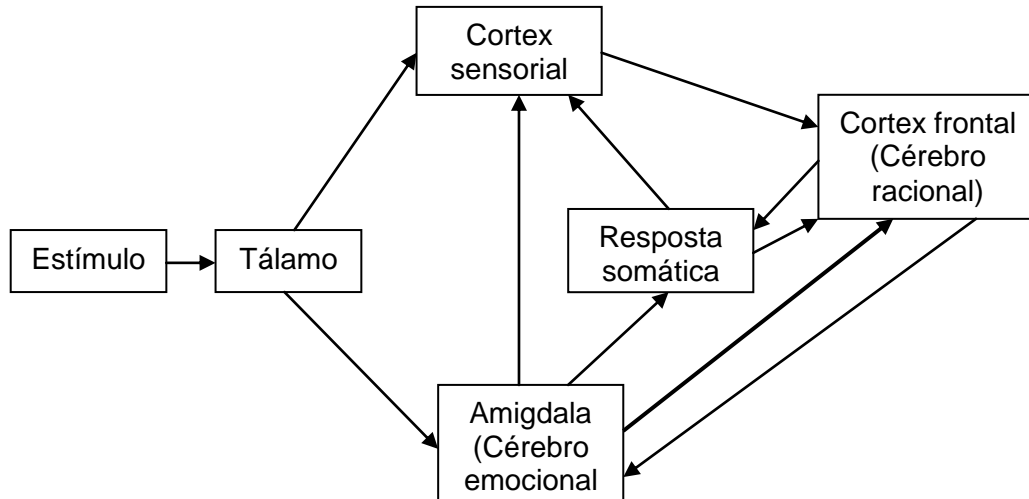 Cortex
sensorial
Cortex frontal
(Cérebro
racional)
Resposta
somática
Estímulo
Tálamo
Amigdala
(Cérebro
emocional